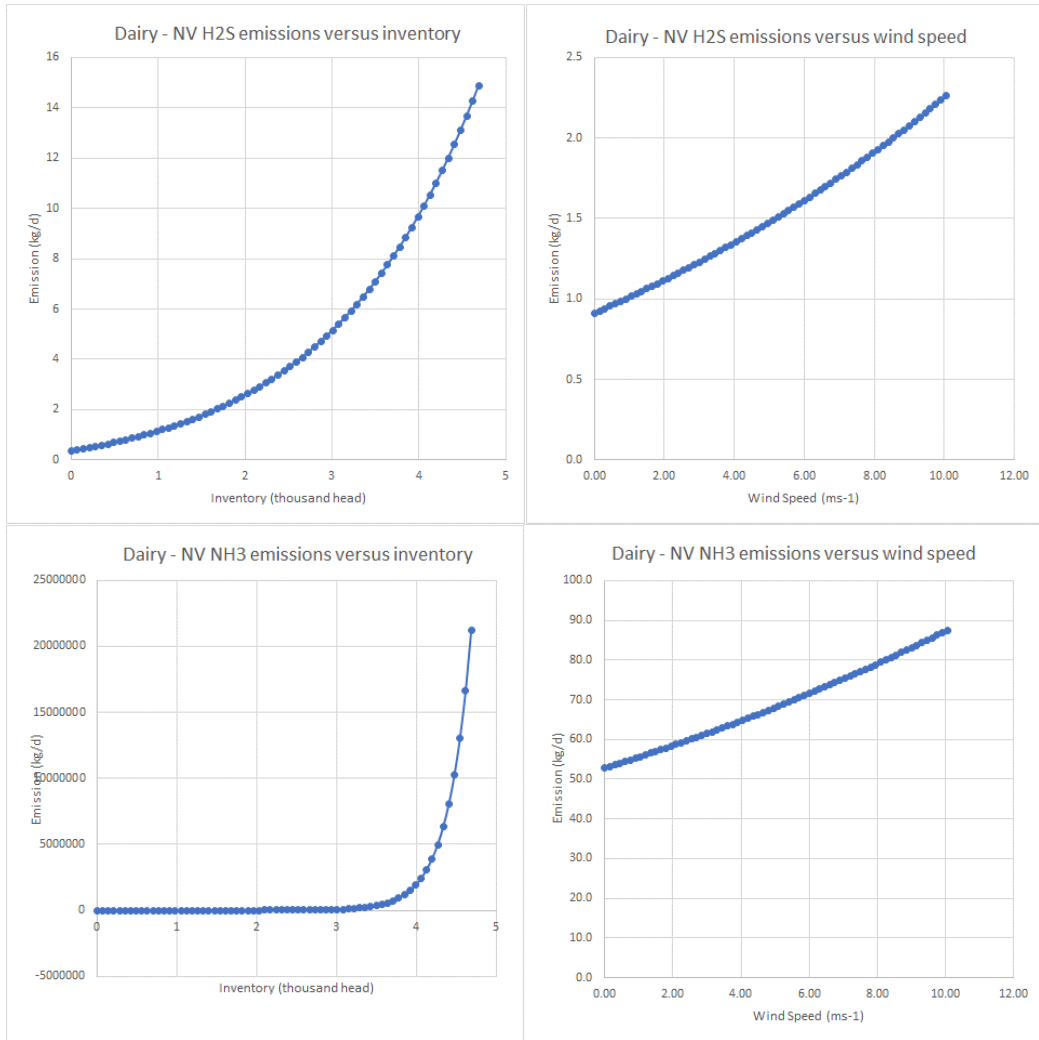 Dairy - NV H2S emissions versus inventory
16
14
12
10
8
6
4
2
0
Emission (kg/d)
0 1 2 3 4 5
Inventory (thousand head)
Dairy - NV H2S emissions versus wind speed
2.5
2.0
1.5
1.0
0.5
0.0
Emission (kg/d)
0.00 2.00 4.00 6.00 8.00 10.00 12.00
Wind Speed (ms-1)
Dairy - NV NH3 emissions versus inventory
25000000
20000000
15000000
10000000
5000000
0
-5000000
Emission (kg/d)
0 1 2 3 4 5
Inventory (thousand head)
Dairy - NV NH3 emissions versus wind speed
100.0
90.0
80.0
70.0
60.0
50.0
40.0
30.0
20.0
10.0
0.0
Emission (kg/d)
0.00 2.00 4.00 6.00 8.00 10.00 12.00
Wind Speed (ms-1)